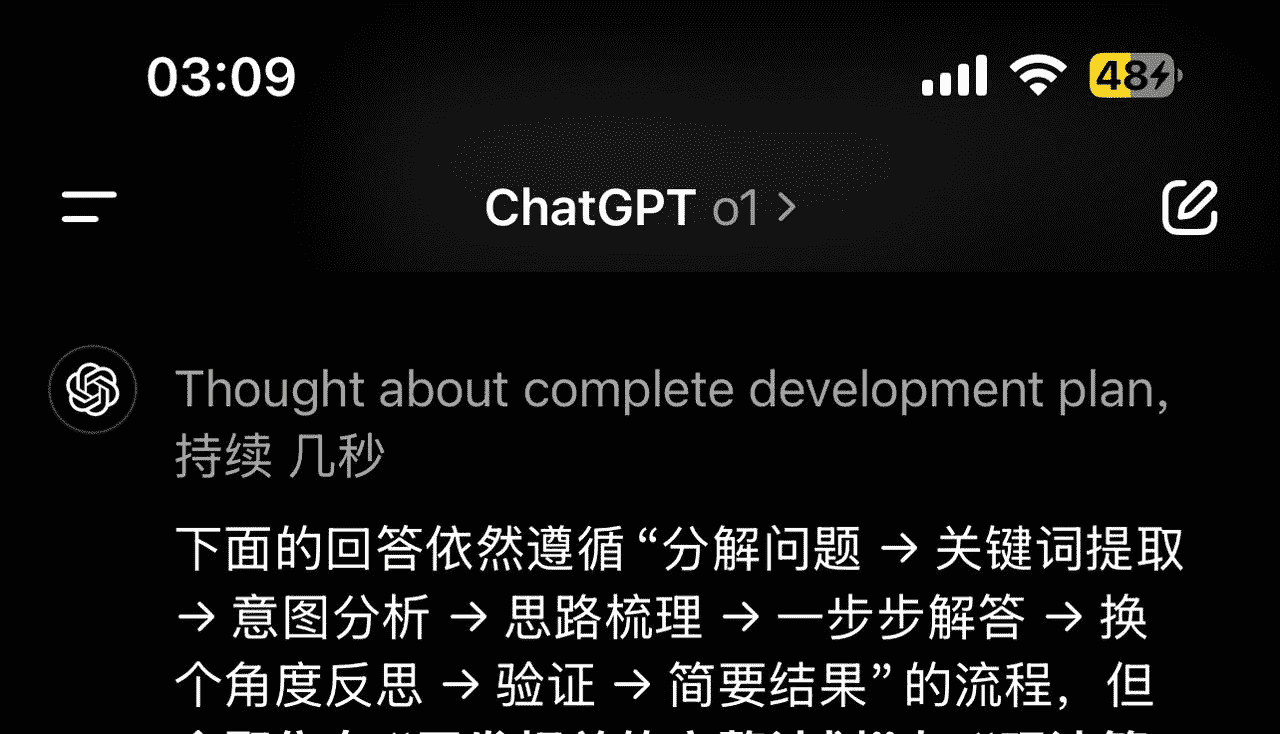 03:09
48
ChatGPT o1 >
Thought about complete development plan,
持续 几秒
下面的回答依然遵循“分解问题 → 关键词提取
→ 意图分析 → 思路梳理 → 一步步解答 → 换
个角度反思 → 验证 → 简要结果”的流程，但